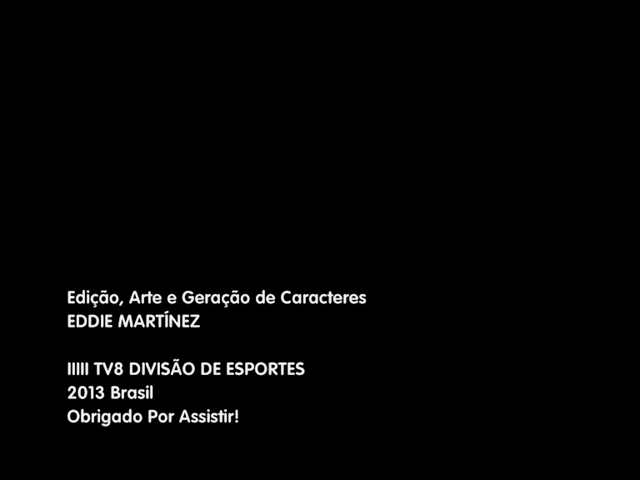 Edição, Arte e Geração de Caracteres
EDDIE MARTÍNEZ
IIIII TV8 DIVISÃO DE ESPORTES
2013 Brasil
Obrigado Por Assistir!